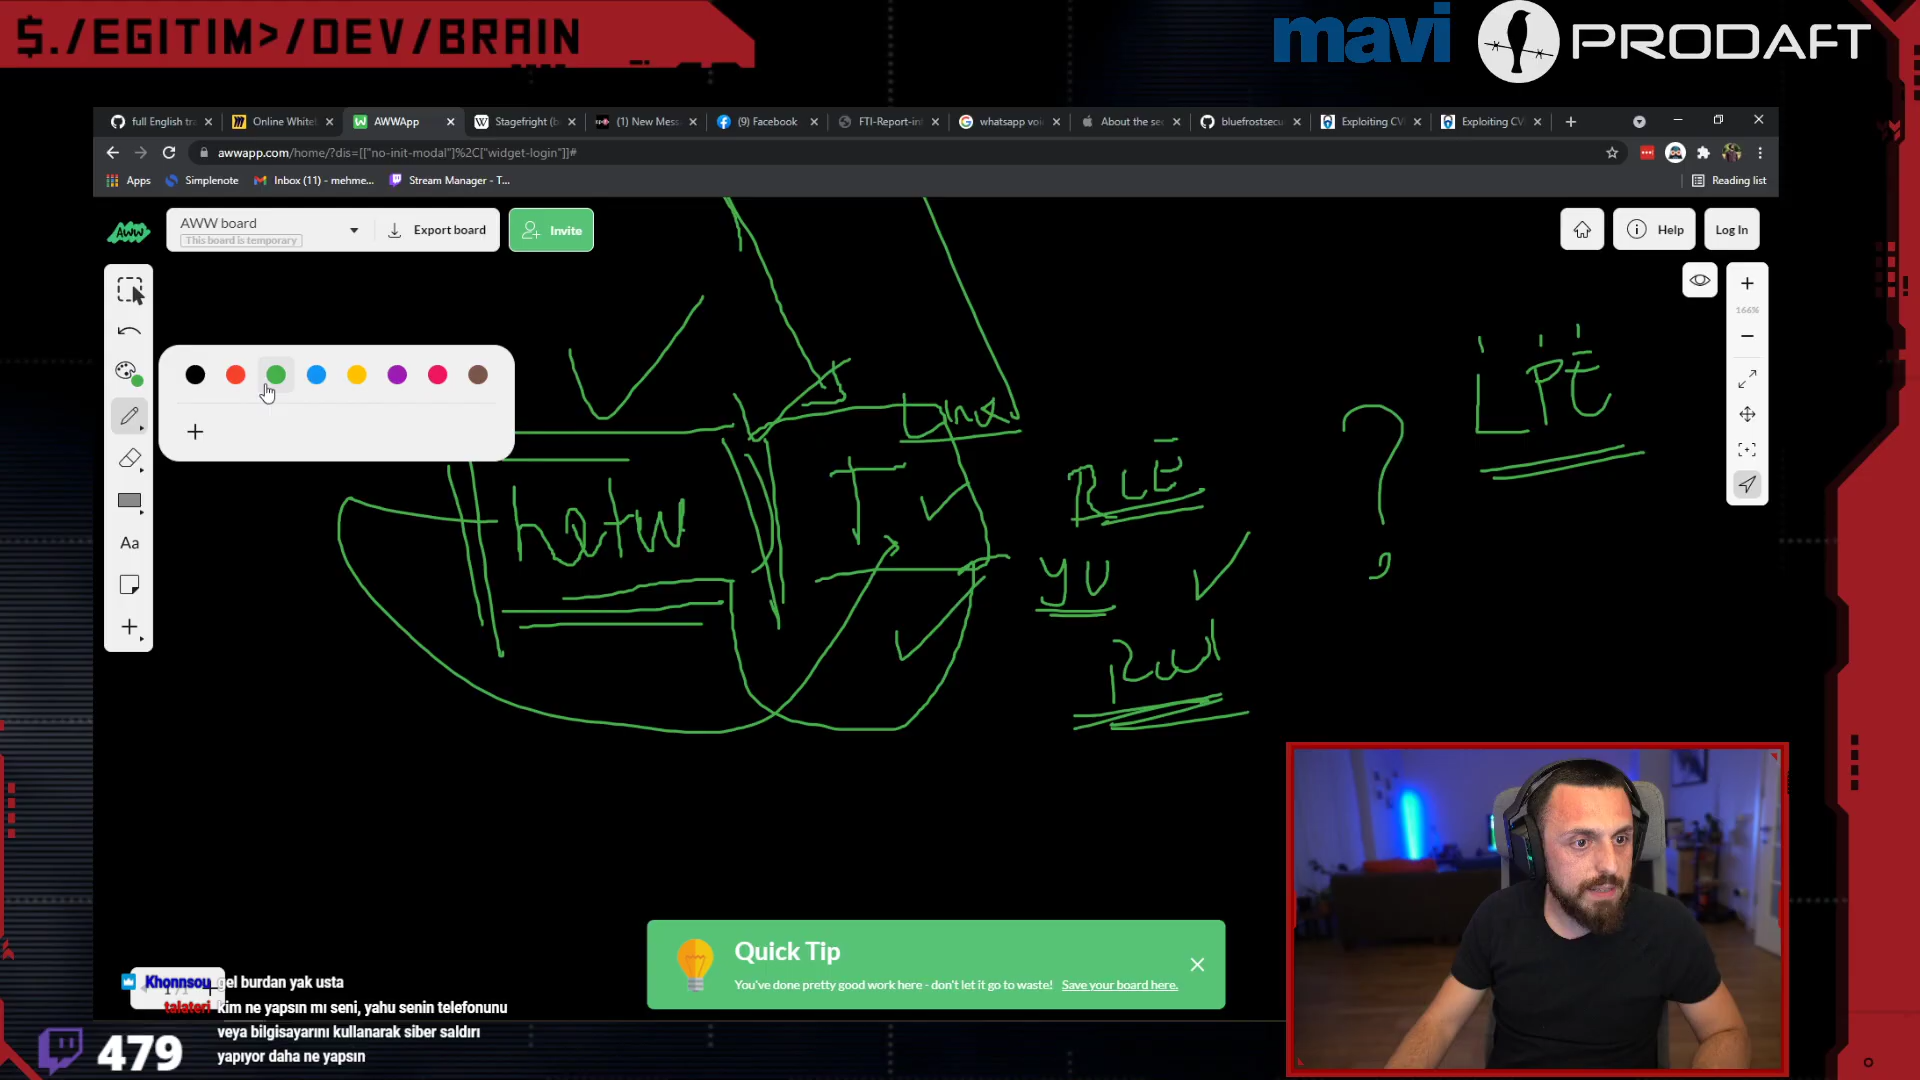 $./EGITIM>/DEV/BRAIN
mavi
PRODAFT
full English tra
Online Whitel
AWWApp
Stagefright (b
(1) New Mess
(9) Facebook
FTI-Report-int
whatsapp voi
About the sec
bluefrostsecu
Exploiting CV
Exploiting CV
awwapp.com/home/?dis=[["no-init-modal"]%2C["widget-login"]]#
Apps
Simplenote
Inbox (11) - mehme...
Stream Manager - T...
Reading list
AWW
AWW board
This board is temporary
Export board
Invite
Help
Log In
166%
Aa
LPE
RCE
?
Quick Tip
You've done pretty good work here - don't let it go to waste! Save your board here.
Khonnsou gel burdan yak usta
talateri kim ne yapsın mı seni, yahu senin telefonunu
veya bilgisayarını kullanarak siber saldırı
yapıyor daha ne yapsın
479